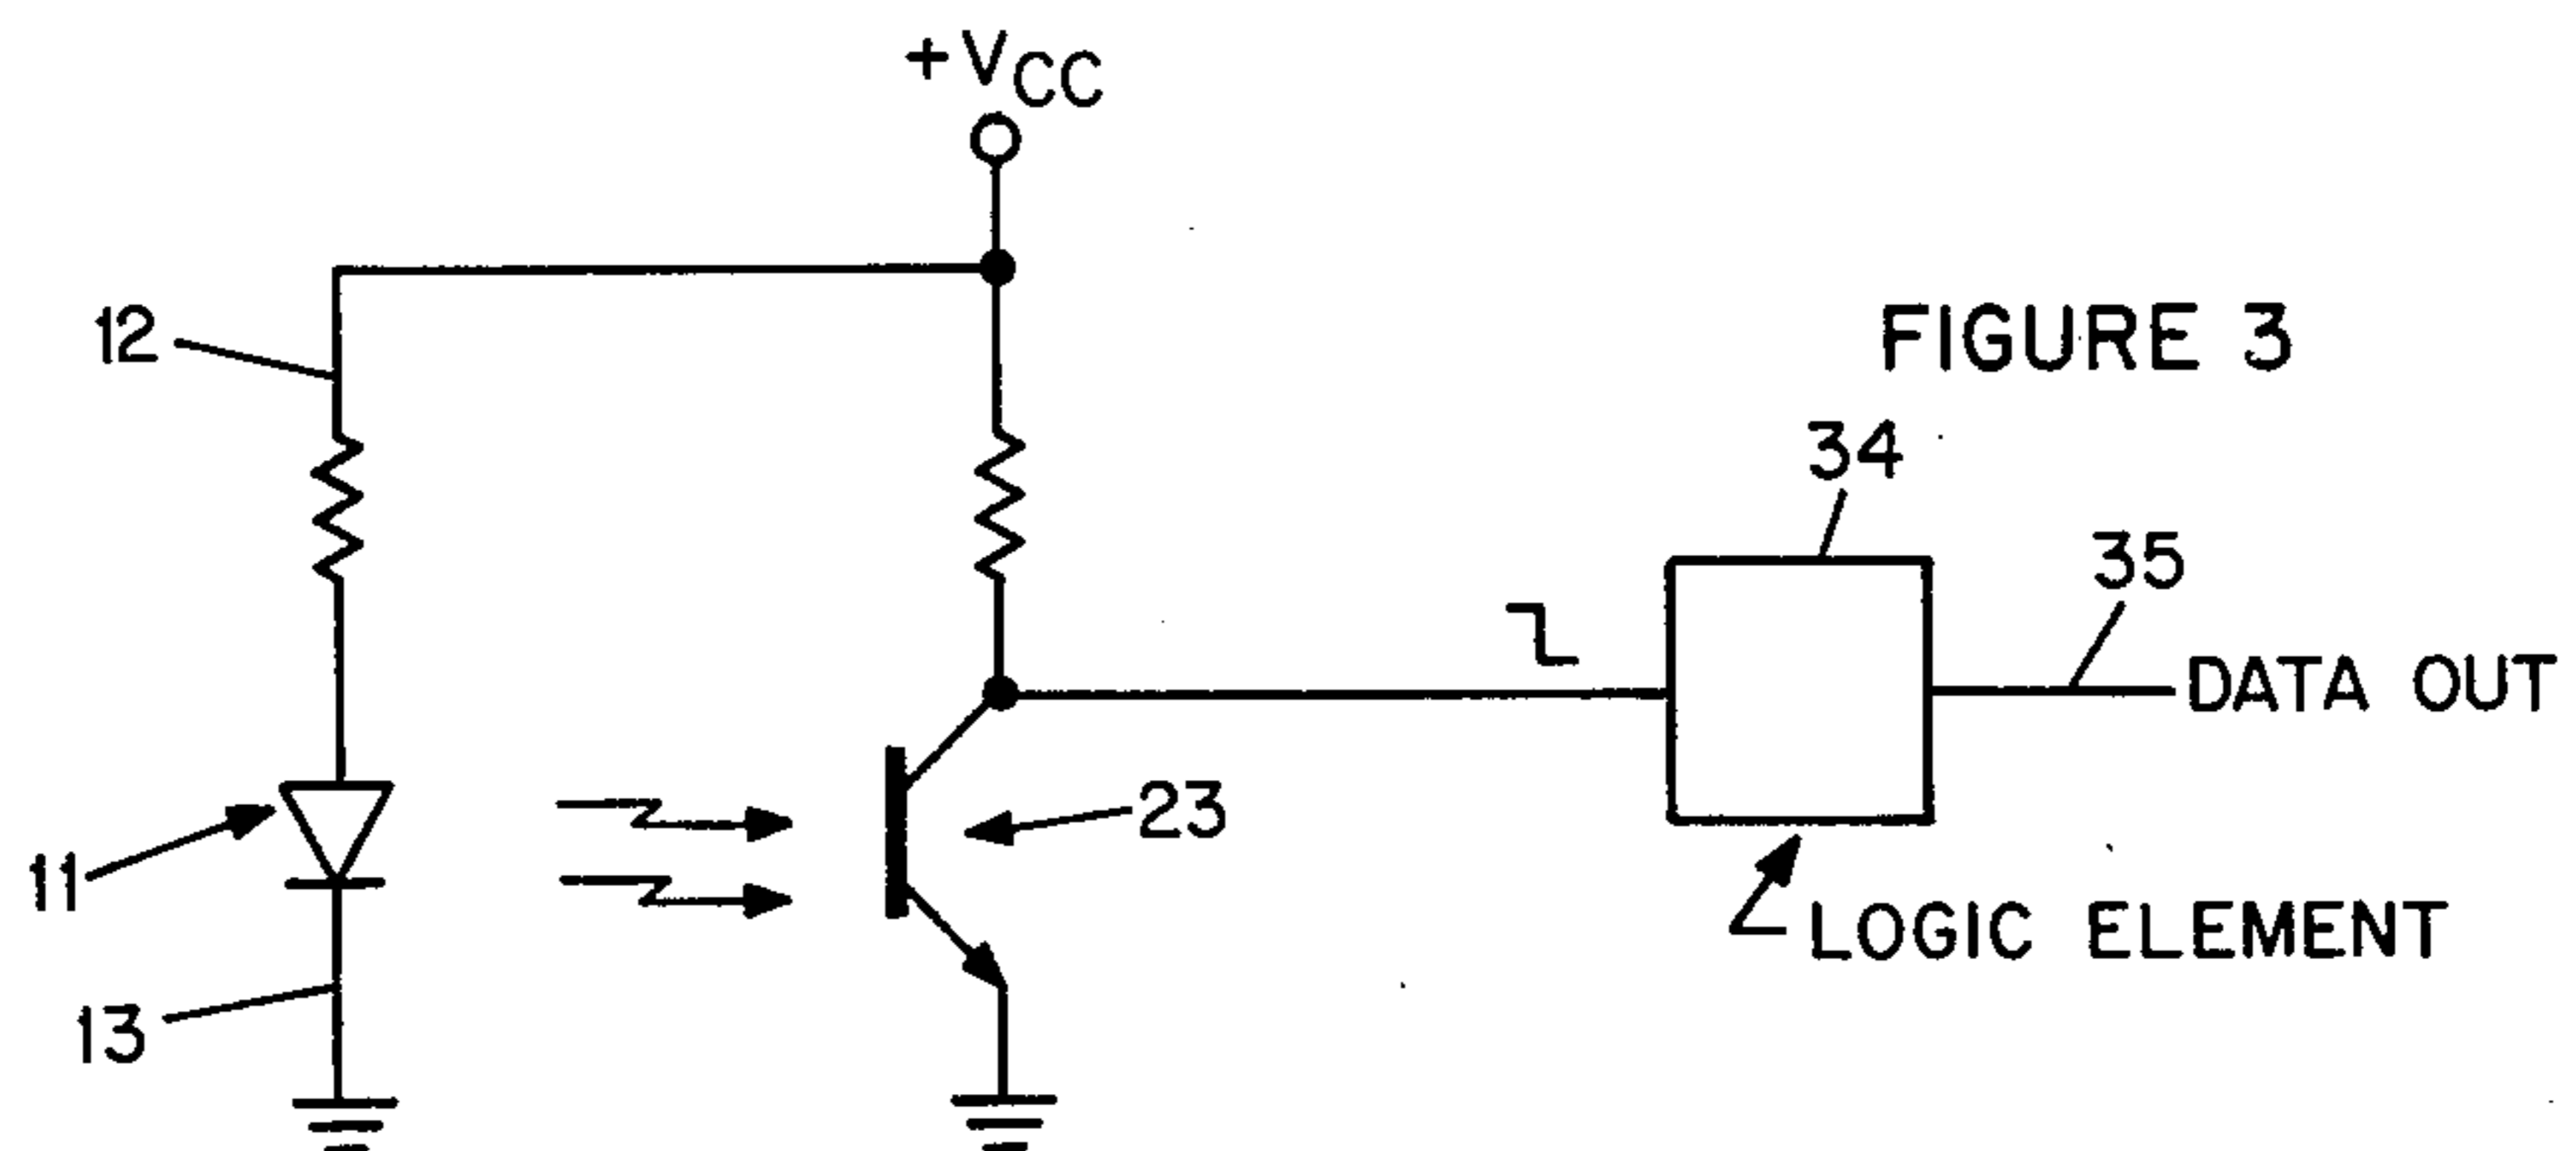 +VCC
12
FIGURE 3
34
35
DATA OUT
11
23
LOGIC ELEMENT
13